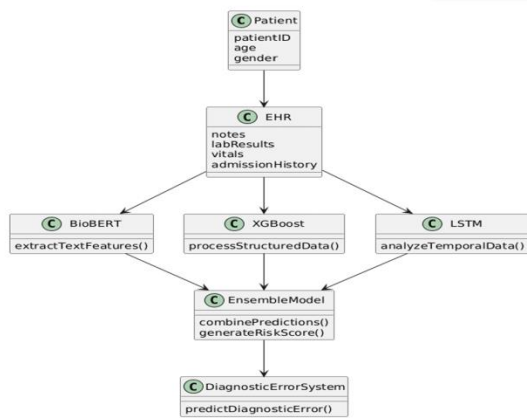 C Patient
patientID
age
gender
C EHR
notes
labResults
vitals
admissionHistory
C BioBERT
extractTextFeatures()
C XGBoost
processStructuredData()
C LSTM
analyzeTemporalData()
C EnsembleModel
combinePredictions()
generateRiskScore()
C DiagnosticErrorSystem
predictDiagnosticError()